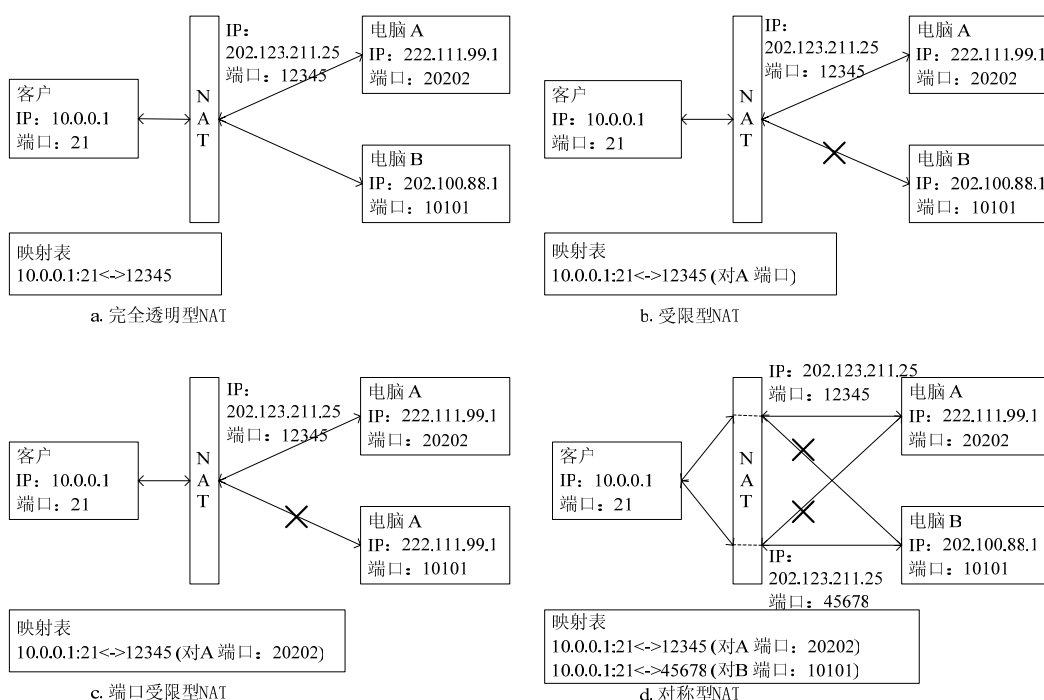 IP：
202.123.211.25
端口：12345
电脑 A
IP：222.111.99.1
端口：20202
客户
IP：10.0.0.1
端口：21
N
A
T
电脑 B
IP：202.100.88.1
端口：10101
映射表
10.0.0.1:21<->12345
a. 完全透明型NAT
IP：
202.123.211.25
端口：12345
电脑 A
IP：222.111.99.1
端口：20202
客户
IP：10.0.0.1
端口：21
N
A
T
电脑 B
IP：202.100.88.1
端口：10101
映射表
10.0.0.1:21<->12345 (对A 端口)
b. 受限型NAT
IP：
202.123.211.25
端口：12345
电脑 A
IP：222.111.99.1
端口：20202
客户
IP：10.0.0.1
端口：21
N
A
T
电脑 A
IP：222.111.99.1
端口：10101
映射表
10.0.0.1:21<->12345 (对A 端口：20202)
c. 端口受限型NAT
IP：202.123.211.25
端口：12345
电脑 A
IP：222.111.99.1
端口：20202
客户
IP：10.0.0.1
端口：21
N
A
T
电脑 B
IP：202.100.88.1
端口：10101
IP：
202.123.211.25
端口：45678
映射表
10.0.0.1:21<->12345 (对A 端口：20202)
10.0.0.1:21<->45678 (对B 端口：10101)
d. 对称型NAT